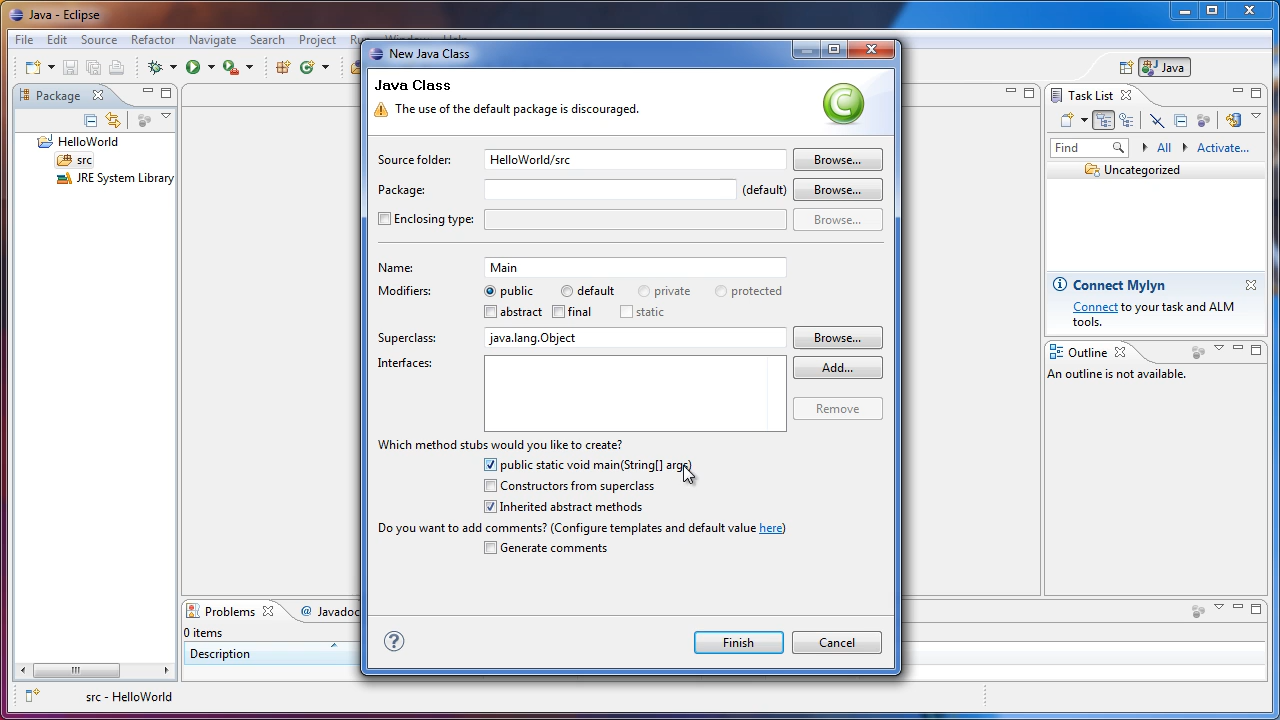 Java - Eclipse
File Edit Source Refactor Navigate Search Project
Java
Package
HelloWorld
src
JRE System Library
New Java Class
Java Class
The use of the default package is discouraged.
Source folder: HelloWorld/src Browse...
Package: (default) Browse...
Enclosing type: Browse...
Name: Main
Modifiers: public default private protected
abstract final static
Superclass: java.lang.Object Browse...
Interfaces: Add...
Remove
Which method stubs would you like to create?
public static void main(String[] args)
Constructors from superclass
Inherited abstract methods
Do you want to add comments? (Configure templates and default value here)
Generate comments
Finish Cancel
Task List
Find All Activate...
Uncategorized
Connect Mylyn
Connect to your task and ALM
tools.
Outline
An outline is not available.
Problems @ Javadoc
0 items
Description
src - HelloWorld